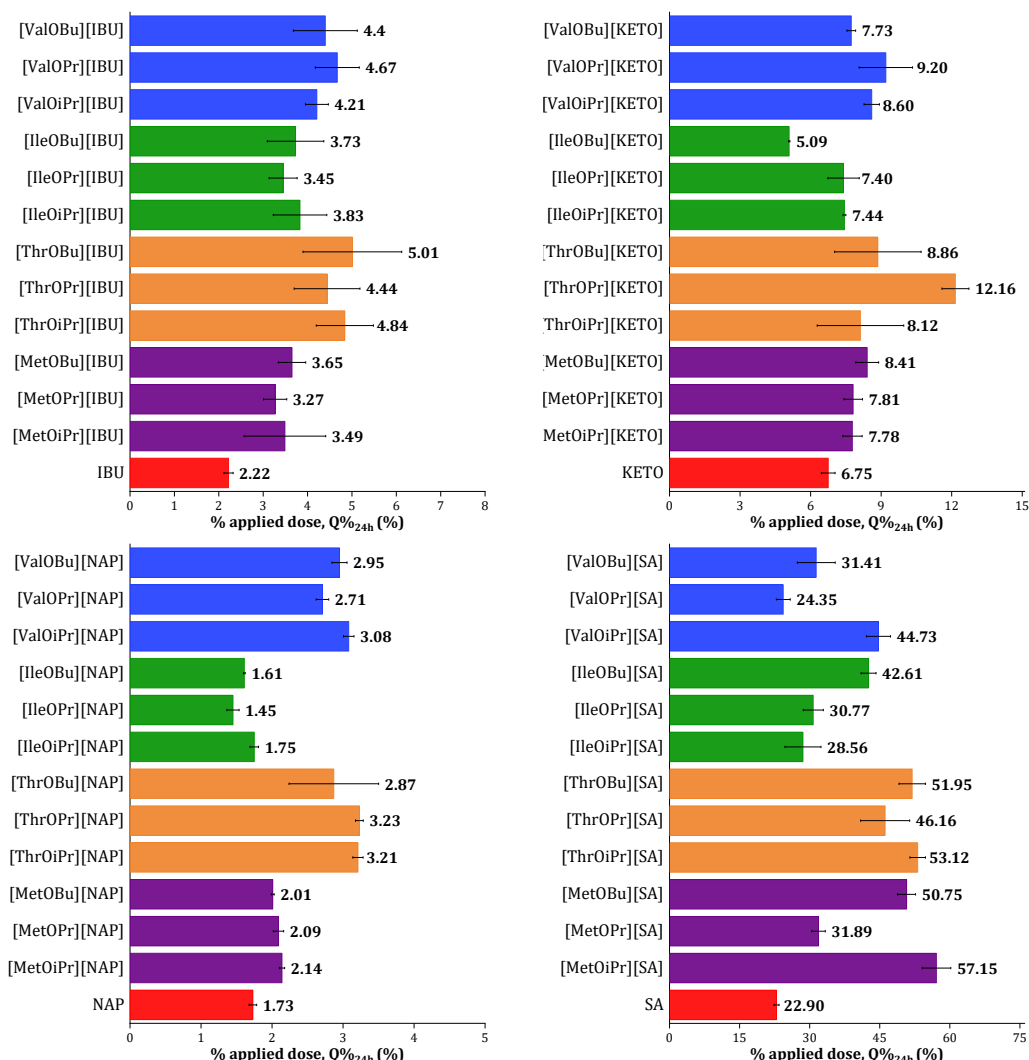 [ValOBu][IBU] 4.4
[ValOPr][IBU] 4.67
[ValOiPr][IBU] 4.21
[IleOBu][IBU] 3.73
[IleOPr][IBU] 3.45
[IleOiPr][IBU] 3.83
[ThrOBu][IBU] 5.01
[ThrOPr][IBU] 4.44
[ThrOiPr][IBU] 4.84
[MetOBu][IBU] 3.65
[MetOPr][IBU] 3.27
[MetOiPr][IBU] 3.49
IBU 2.22
0 1 2 3 4 5 6 7 8
% applied dose, Q%24h (%)
[ValOBu][KETO] 7.73
[ValOPr][KETO] 9.20
[ValOiPr][KETO] 8.60
[IleOBu][KETO] 5.09
[IleOPr][KETO] 7.40
[IleOiPr][KETO] 7.44
[ThrOBu][KETO] 8.86
[ThrOPr][KETO] 12.16
[ThrOiPr][KETO] 8.12
[MetOBu][KETO] 8.41
[MetOPr][KETO] 7.81
MetOiPr][KETO] 7.78
KETO 6.75
0 3 6 9 12 15
% applied dose, Q%24h (%)
[ValOBu][NAP] 2.95
[ValOPr][NAP] 2.71
[ValOiPr][NAP] 3.08
[IleOBu][NAP] 1.61
[IleOPr][NAP] 1.45
[IleOiPr][NAP] 1.75
[ThrOBu][NAP] 2.87
[ThrOPr][NAP] 3.23
[ThrOiPr][NAP] 3.21
[MetOBu][NAP] 2.01
[MetOPr][NAP] 2.09
[MetOiPr][NAP] 2.14
NAP 1.73
0 1 2 3 4 5
% applied dose, Q%24h (%)
[ValOBu][SA] 31.41
[ValOPr][SA] 24.35
[ValOiPr][SA] 44.73
[IleOBu][SA] 42.61
[IleOPr][SA] 30.77
[IleOiPr][SA] 28.56
[ThrOBu][SA] 51.95
[ThrOPr][SA] 46.16
[ThrOiPr][SA] 53.12
[MetOBu][SA] 50.75
[MetOPr][SA] 31.89
[MetOiPr][SA] 57.15
SA 22.90
0 15 30 45 60 75
% applied dose, Q%24h (%)